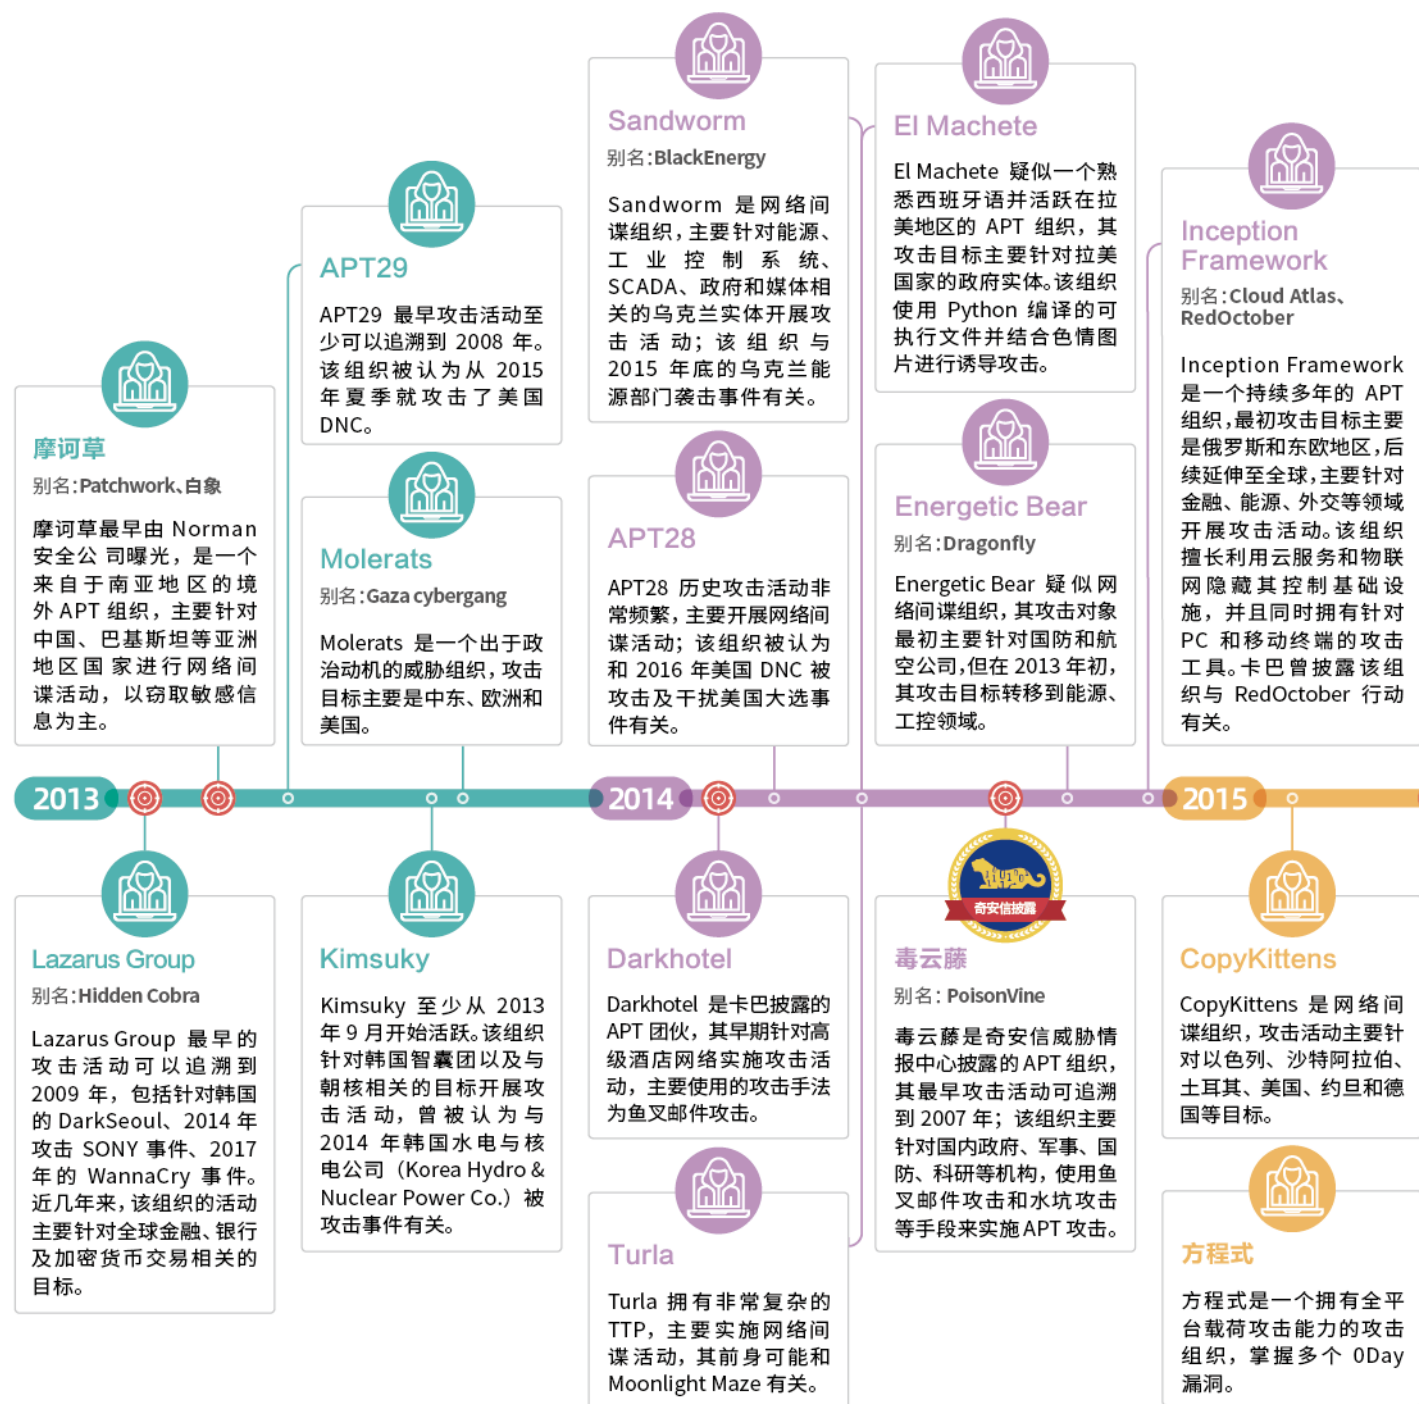 摩诃草
别名:Patchwork、白象
摩诃草最早由 Norman
安全公 司曝光，是一个
来自于南亚地 区的境
外 APT 组织，主要针对
中国、巴基斯坦等亚洲
地区国家进行网络间
谍活动，以窃取敏感信
息为主。
APT29
APT29 最早攻击活动至
少可以追溯到 2008 年。
该组织被认为从 2015
年夏季就攻击了美国
DNC。
Molerats
别名:Gaza cybergang
Molerats 是一个出于政
治动机的威胁组织，攻击
目标主要是中东、欧洲和
美国。
Sandworm
别名:BlackEnergy
Sandworm 是网络间
谍组织，主要针对能源、
工业控制系统、
SCADA、政府和媒体相
关的乌克兰实体开展攻
击活动；该组织与
2015 年底的乌克兰能
源部门袭击事件有关。
APT28
APT28 历史攻击活动非
常频繁，主要开展网络间
谍活动；该组织被认为
和 2016 年美国 DNC 被
攻击及干扰美国大选事
件有关。
El Machete
El Machete 疑似一个熟
悉西班牙语并活跃在拉
美地区的 APT 组织，其
攻击目标主要针对拉美
国家的政府实体。该组织
使用 Python 编译的可
执行文件并结合色情图
片进行诱导攻击。
Energetic Bear
别名:Dragonfly
Energetic Bear 疑似网
络间谍组织，其攻击对象
最初主要针对国防和航
空公司，但在 2013 年初，
其攻击目标转移到能源、
工控领域。
Inception
Framework
别名:Cloud Atlas、
RedOctober
Inception Framework
是一个持续多年的 APT
组织，最初攻击目标主要
是俄罗斯和东欧地区，后
续延伸至全球，主要针对
金融、能源、外交等领域
开展攻击活动。该组织
擅长利用云服务和物联
网隐藏其控制基础设
施，并且同时拥有针对
PC 和移动终端的攻击
工具。卡巴曾披露该组
织与 RedOctober 行动
有关。
2013
2014
2015
Lazarus Group
别名:Hidden Cobra
Lazarus Group 最早的
攻击活动可以追溯到
2009 年，包括针对韩国
的 DarkSeoul、2014 年
攻击 SONY 事件、2017
年的 WannaCry 事件。
近几年来，该组织的活动
主要针对全球金融、银行
及加密货币交易相关的
目标。
Kimsuky
Kimsuky 至少从 2013
年 9 月开始活跃。该组织
针对韩国智囊团以及与
朝核相关的目标开展攻
击活动，曾被认为与
2014 年韩国水电与核
电公司（Korea Hydro &
Nuclear Power Co.）被
攻击事件有关。
Darkhotel
Darkhotel 是卡巴披露的
APT 团伙，其早期针对高
级酒店网络实施攻击活
动，主要使用的攻击手法
为鱼叉邮件攻击。
Turla
Turla 拥有非常复杂的
TTP，主要实施网络间
谍活动，其前身可能和
Moonlight Maze 有关。
奇安信披露
毒云藤
别名: PoisonVine
毒云藤是奇安信威胁情
报中心披露的 APT 组织，
其最早攻击活动可追溯
到 2007 年；该组织主要
针对国内政府、军事、国
防、科研等机构，使用鱼
叉邮件攻击和水坑攻击
等手段来实施 APT 攻击。
CopyKittens
CopyKittens 是网络间
谍组织，攻击活动主要针
对以色列、沙特阿拉伯、
土耳其、美国、约旦和德
国等目标。
方程式
方程式是一个拥有全平
台载荷攻击能力的攻击
组织，掌握多个 0Day
漏洞。